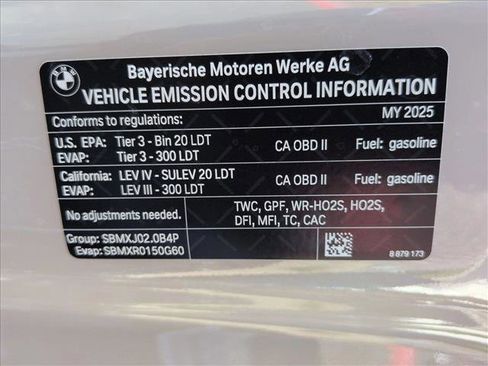 Bayerische Motoren Werke AG
VEHICLE EMISSION CONTROL INFORMATION
Conforms to regulations: MY 2025
U.S. EPA: Tier 3 - Bin 20 LDT CA OBD II Fuel: gasoline
EVAP: Tier 3 - 300 LDT
California: LEV IV - SULEV 20 LDT CA OBD II Fuel: gasoline
EVAP: LEV III - 300 LDT
No adjustments needed. TWC, GPF, WR-HO2S, HO2S,
DFI, MFI, TC, CAC
Group: SBMXJ02.0B4P
Evap: SBMXR0150G60
8 879 173